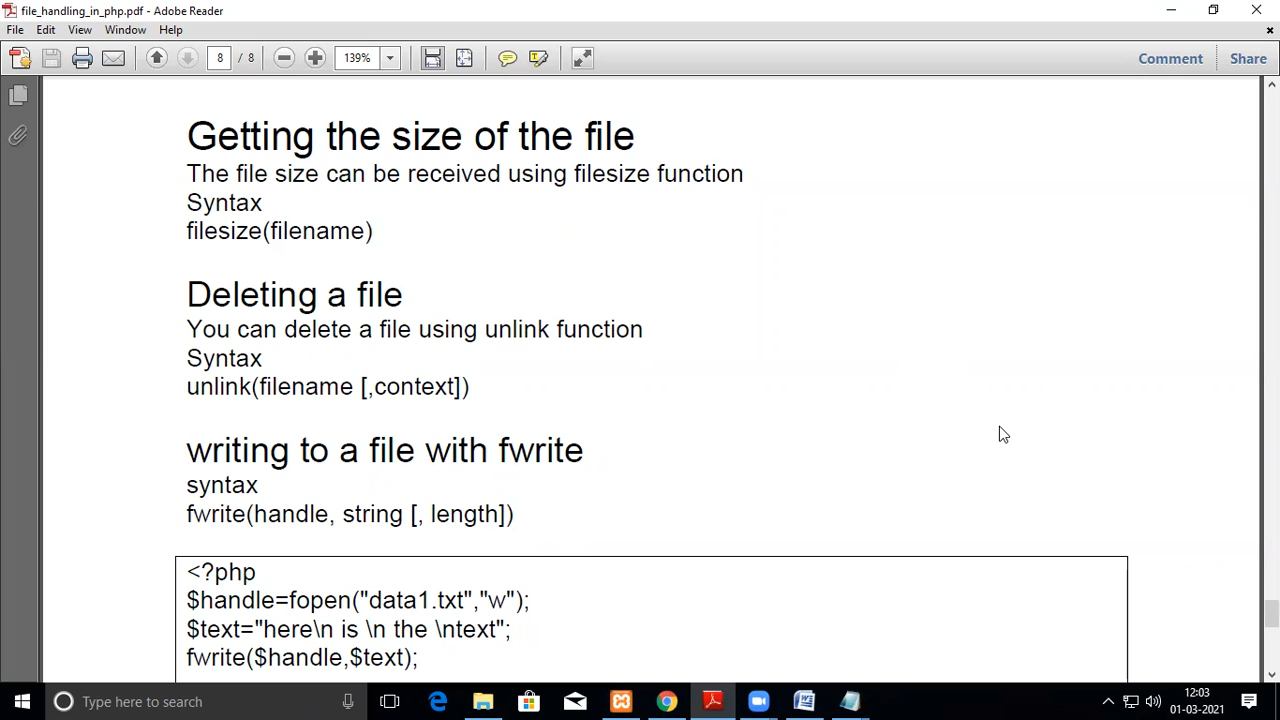 file_handling_in_php.pdf - Adobe Reader
File Edit View Window Help
8 / 8 139% Comment Share
Getting the size of the file
The file size can be received using filesize function
Syntax
filesize(filename)
Deleting a file
You can delete a file using unlink function
Syntax
unlink(filename [,context])
writing to a file with fwrite
syntax
fwrite(handle, string [, length])
<?php
$handle=fopen("data1.txt","w");
$text="here\n is \n the \ntext";
fwrite($handle,$text);
Type here to search
12:03
01-03-2021